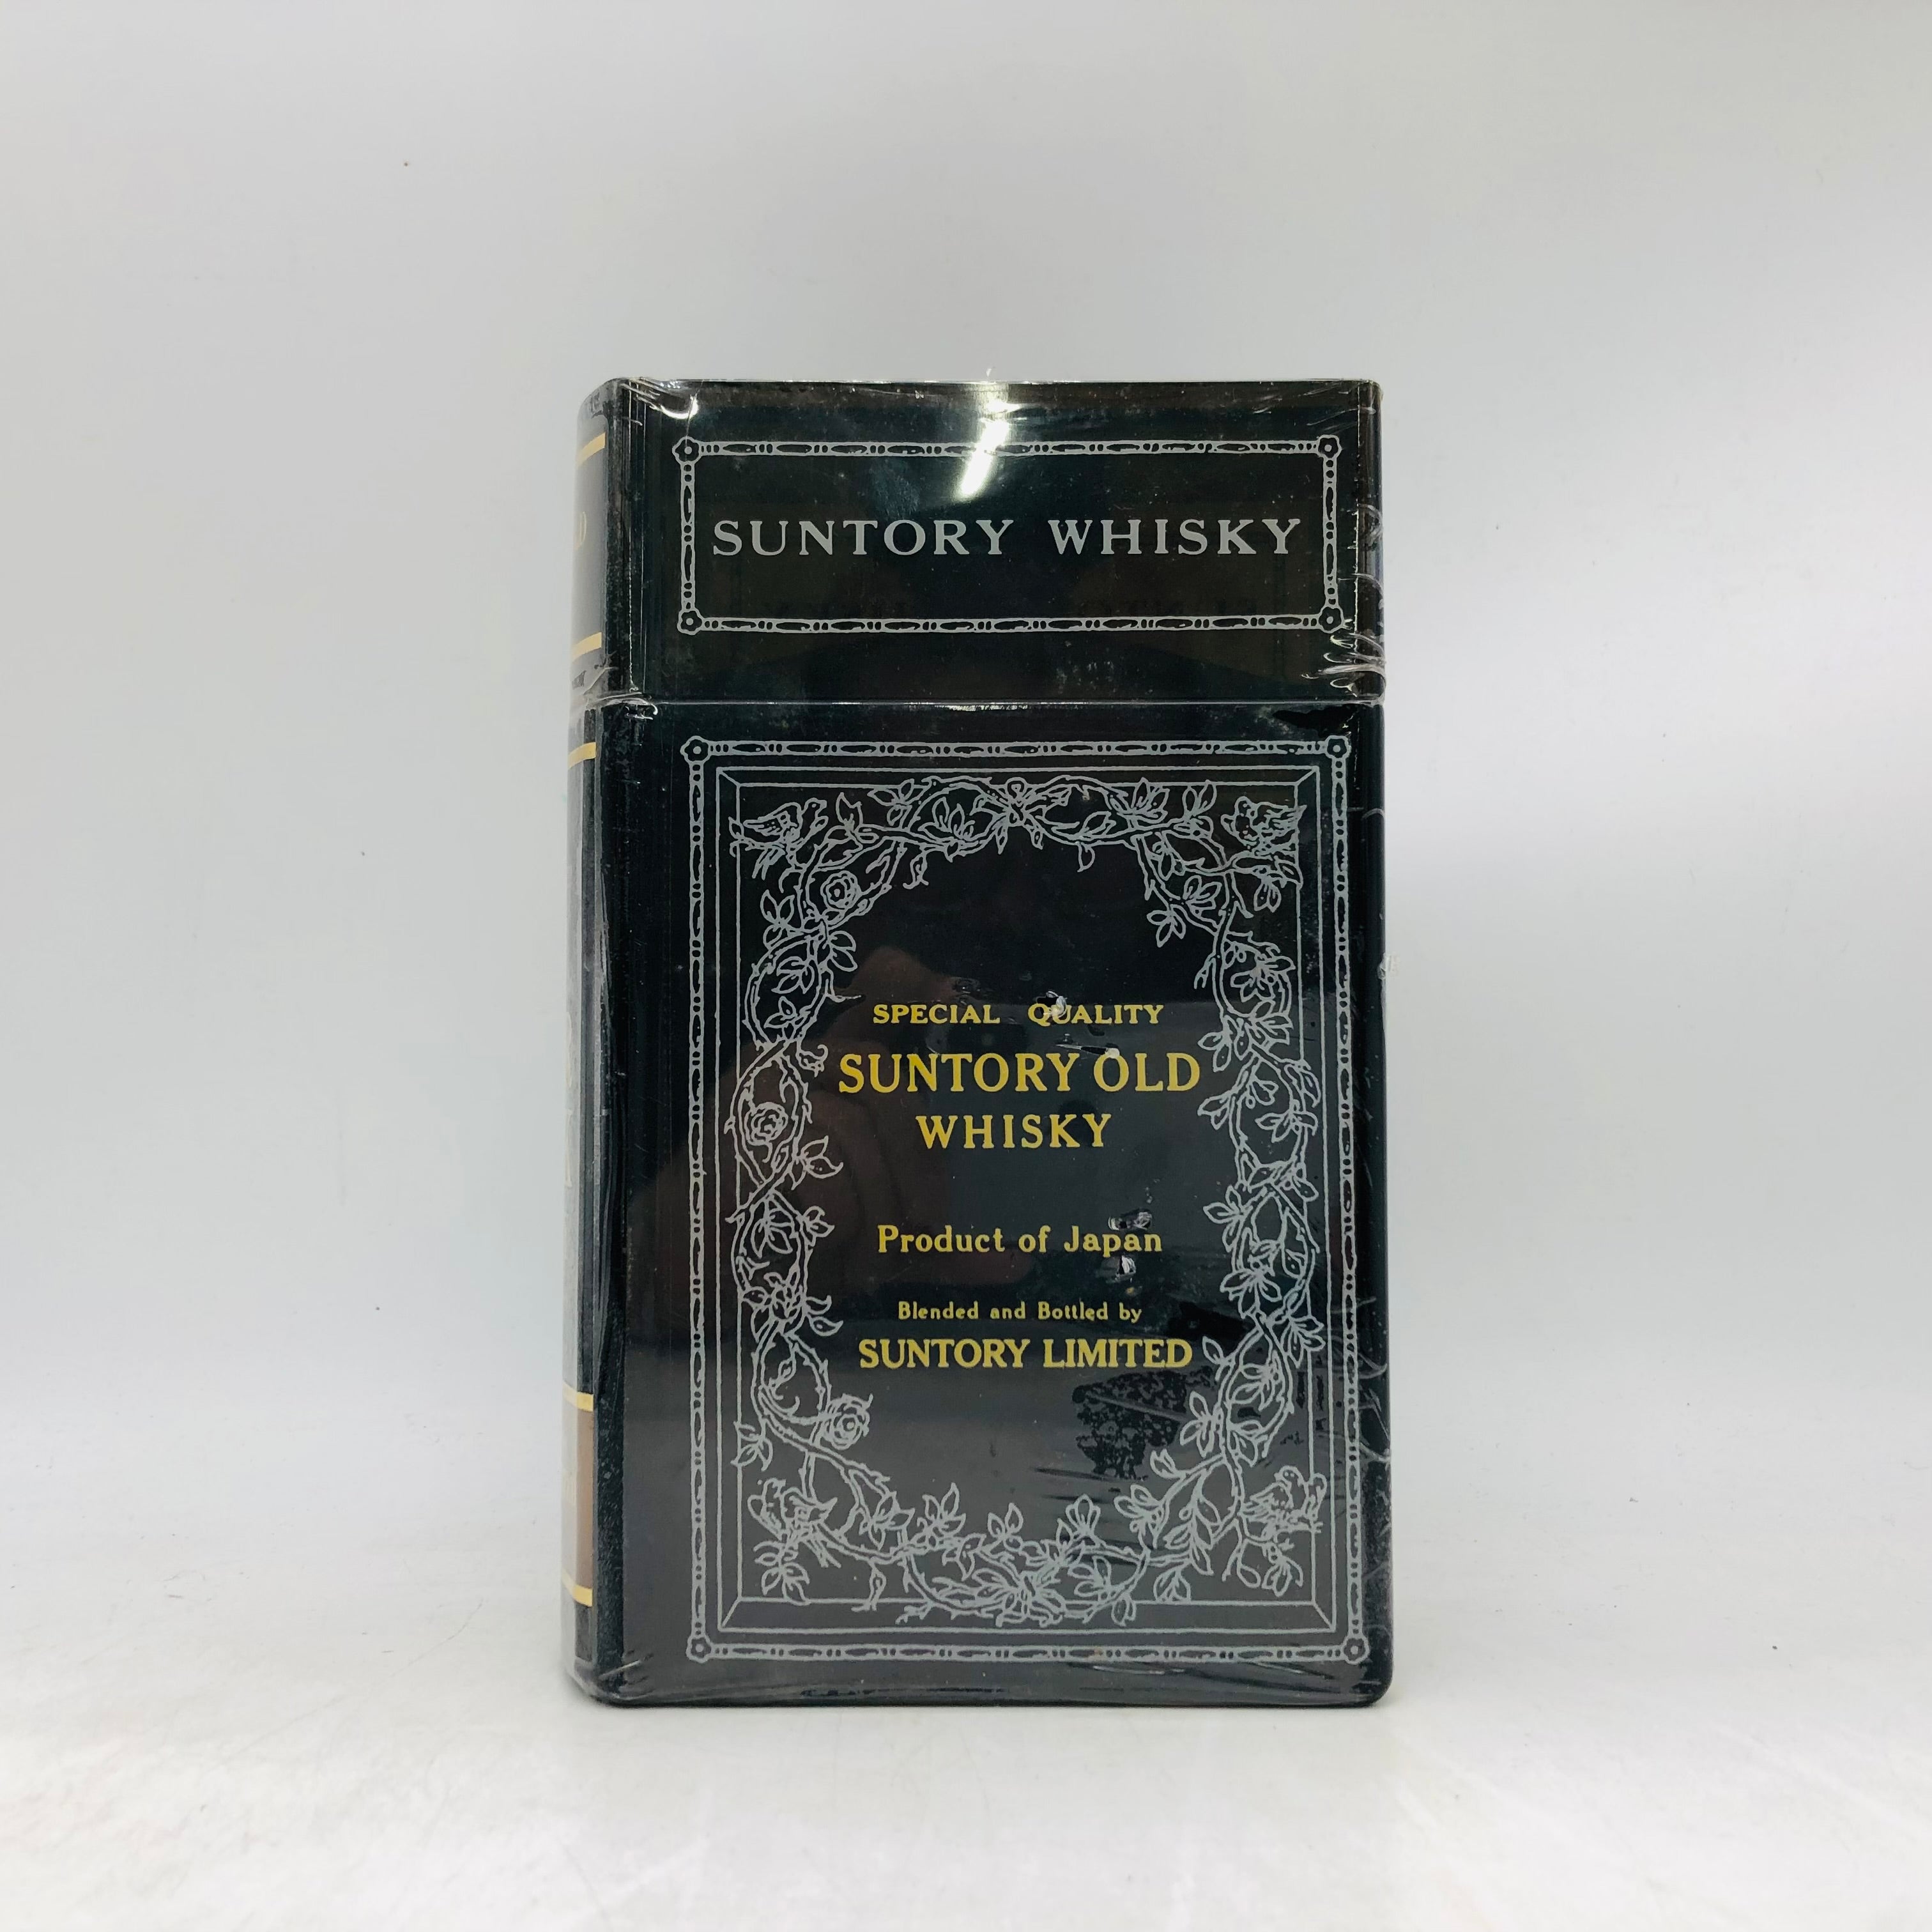 SUNTORY WHISKY
SPECIAL QUALITY
SUNTORY OLD
WHISKY
Product of Japan
Blended and Bottled by
SUNTORY LIMITED